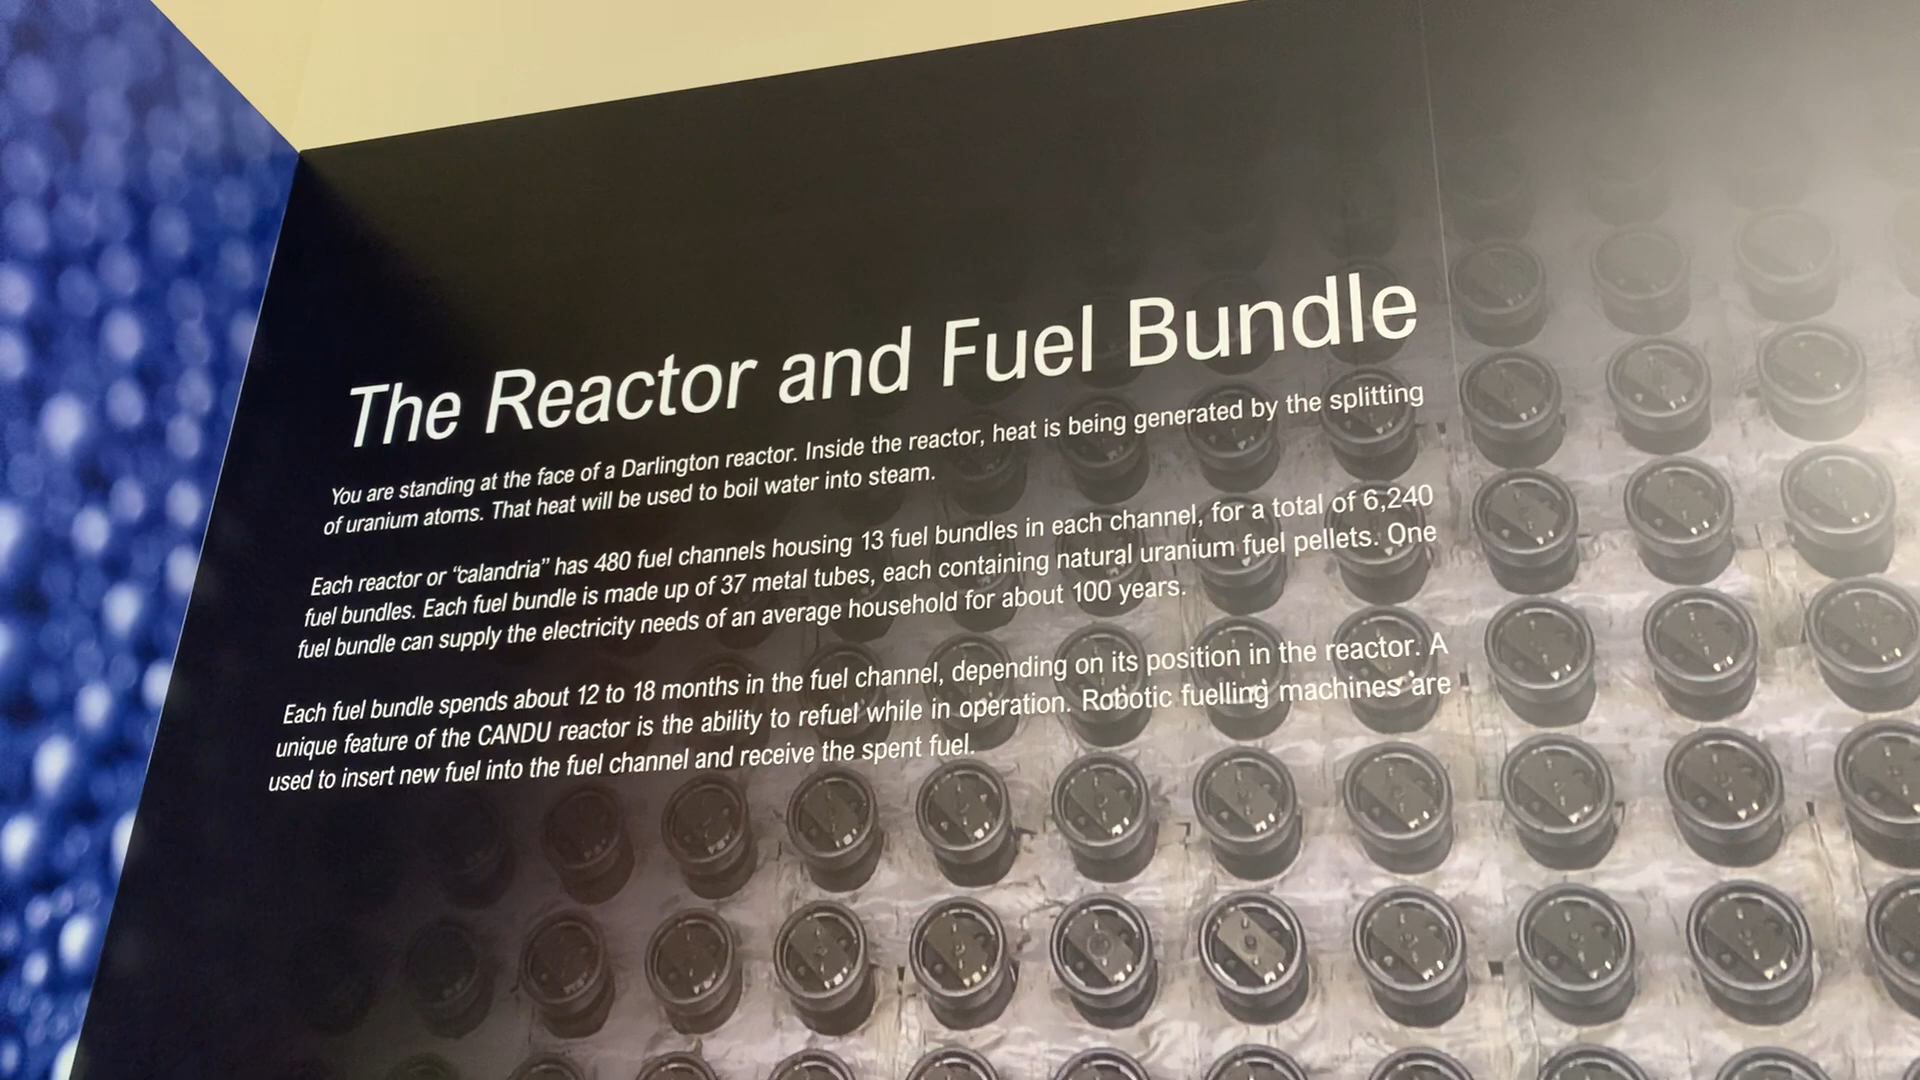 The Reactor and Fuel Bundle
You are standing at the face of a Darlington reactor. Inside the reactor, heat is being generated by the splitting
of uranium atoms. That heat will be used to boil water into steam.
Each reactor or “calandria” has 480 fuel channels housing 13 fuel bundles in each channel, for a total of 6,240
fuel bundles. Each fuel bundle is made up of 37 metal tubes, each containing natural uranium fuel pellets. One
fuel bundle can supply the electricity needs of an average household for about 100 years.
Each fuel bundle spends about 12 to 18 months in the fuel channel, depending on its position in the reactor. A
unique feature of the CANDU reactor is the ability to refuel while in operation. Robotic fuelling machines are
used to insert new fuel into the fuel channel and receive the spent fuel.